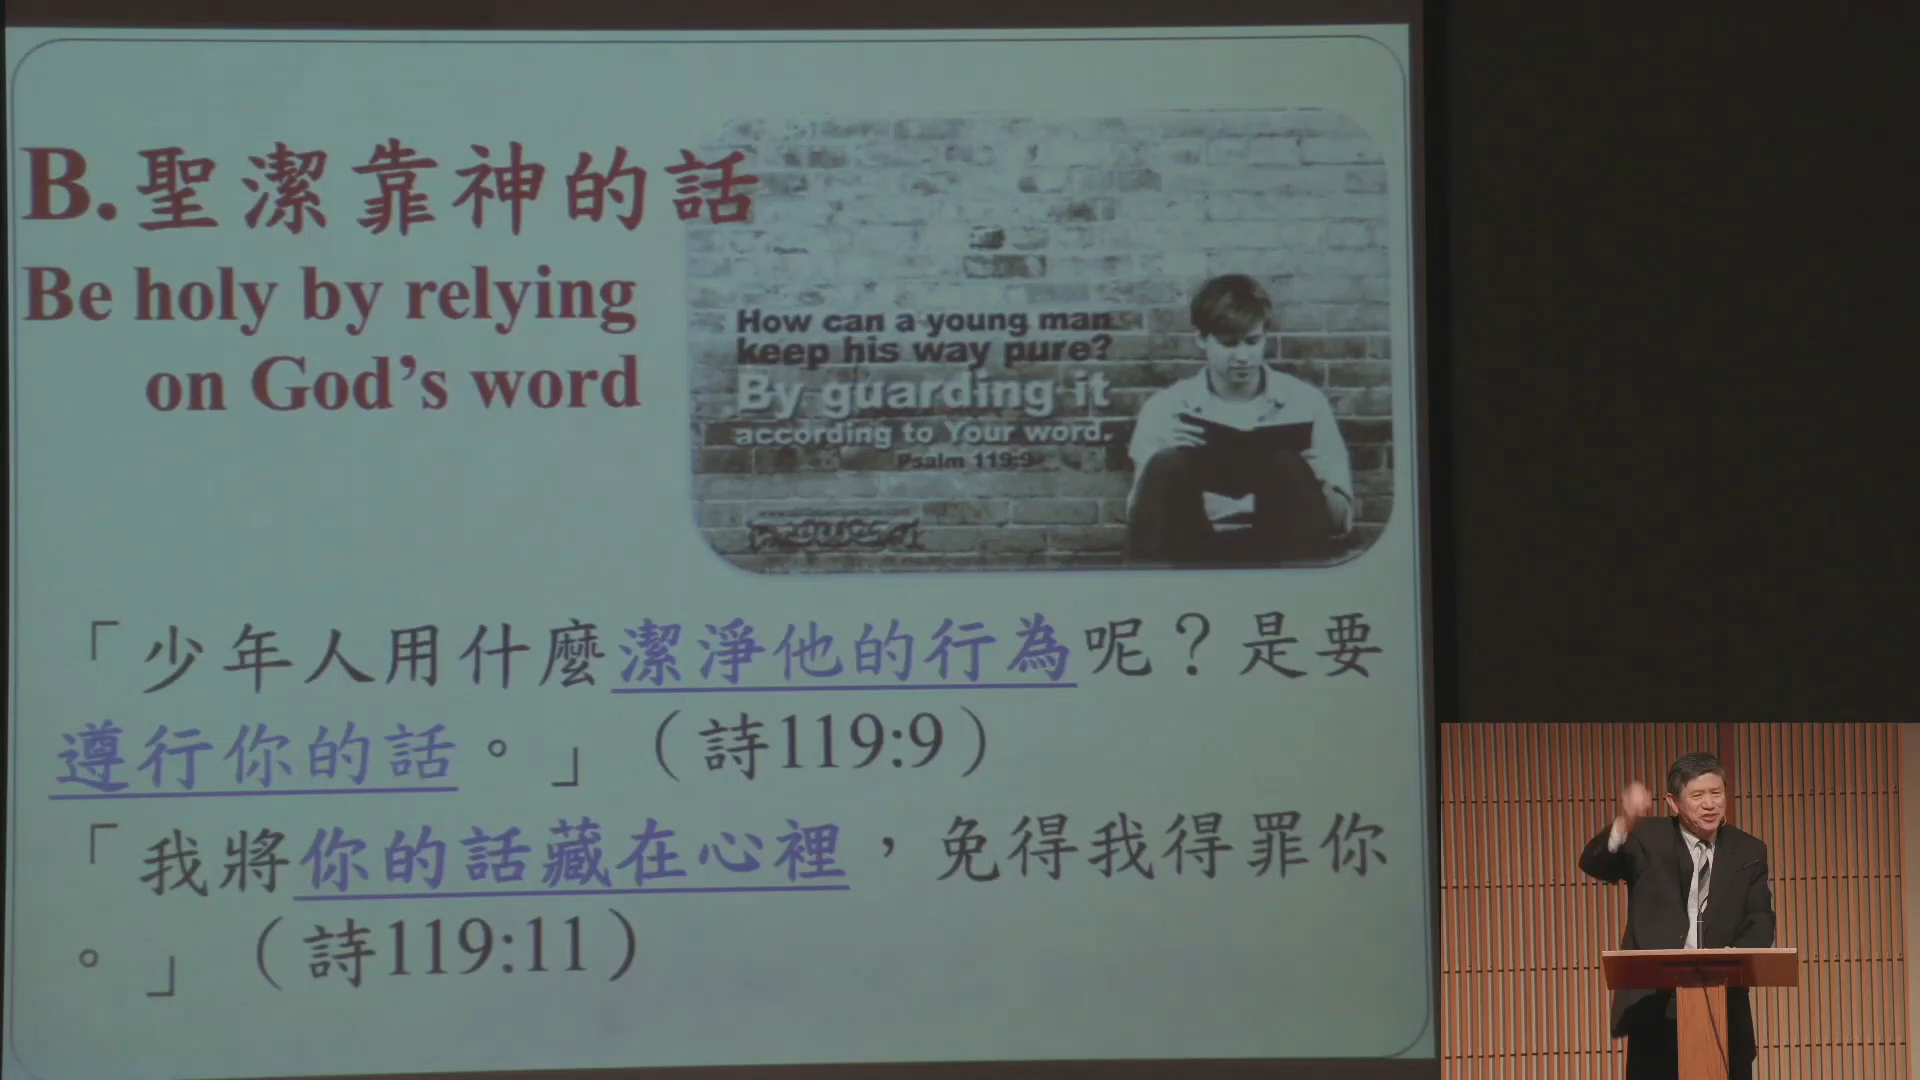 B.聖潔靠神的話
Be holy by relying
on God’s word
How can a young man
keep his way pure?
By guarding it
according to Your word.
Psalm 119:9
「少年人用什麼潔淨他的行為呢？是要
遵行你的話。」（詩119:9）
「我將你的話藏在心裡，免得我得罪你
。」（詩119:11）